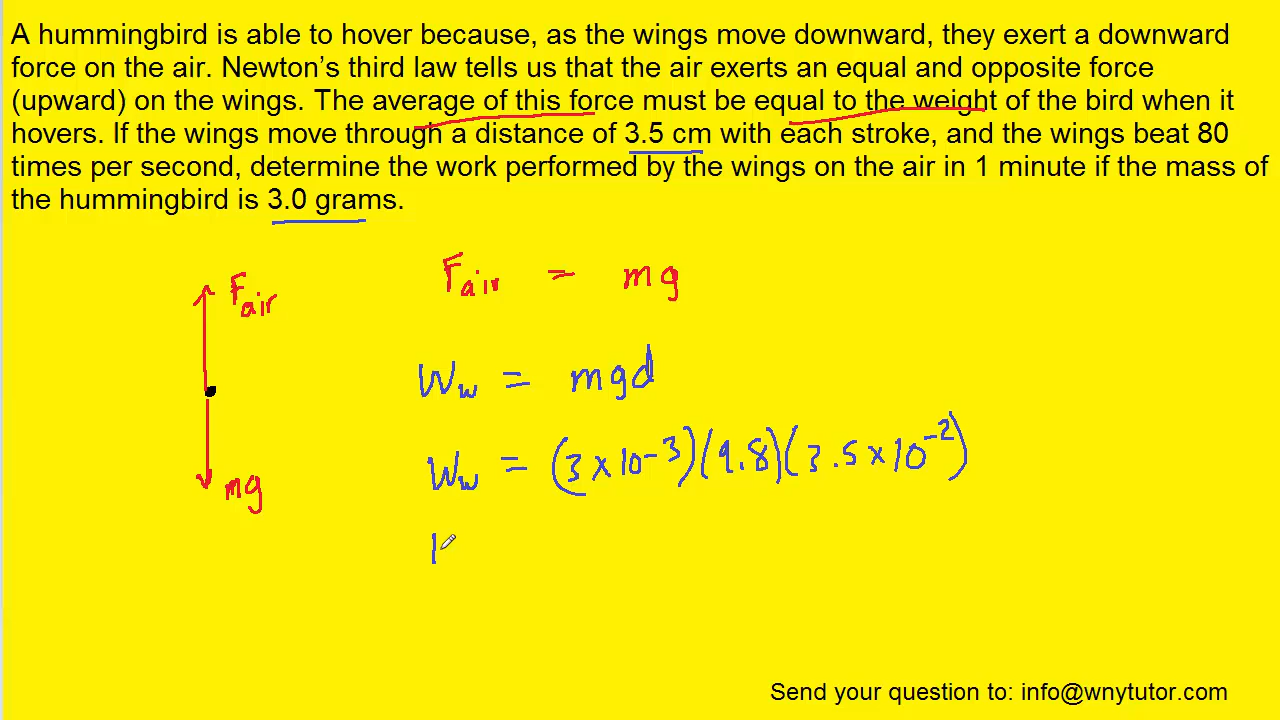 A hummingbird is able to hover because, as the wings move downward, they exert a downward
force on the air. Newton’s third law tells us that the air exerts an equal and opposite force
(upward) on the wings. The average of this force must be equal to the weight of the bird when it
hovers. If the wings move through a distance of 3.5 cm with each stroke, and the wings beat 80
times per second, determine the work performed by the wings on the air in 1 minute if the mass of
the hummingbird is 3.0 grams.
Fair
Fair = mg
Ww = mgd
Ww = (3 x 10-3)(9.8)(3.5 x 10-2)
mg
Send your question to: info@wnytutor.com